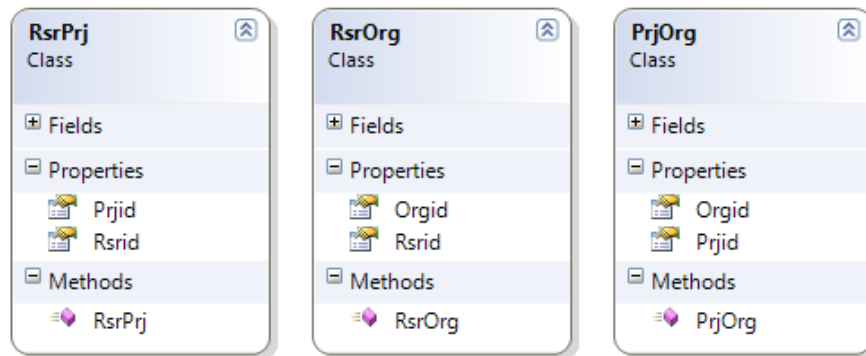 RsrPrj
Class
Fields
Properties
Prjid
Rsrid
Methods
RsrPrj
RsrOrg
Class
Fields
Properties
Orgid
Rsrid
Methods
RsrOrg
PrjOrg
Class
Fields
Properties
Orgid
Prjid
Methods
PrjOrg